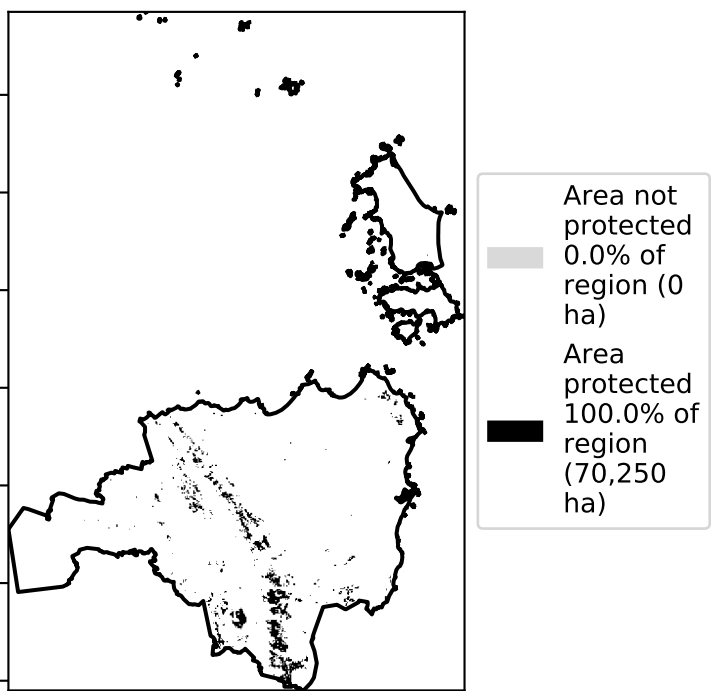 Area not
protected
0.0% of
region (0
ha)
Area
protected
100.0% of
region
(70,250
ha)